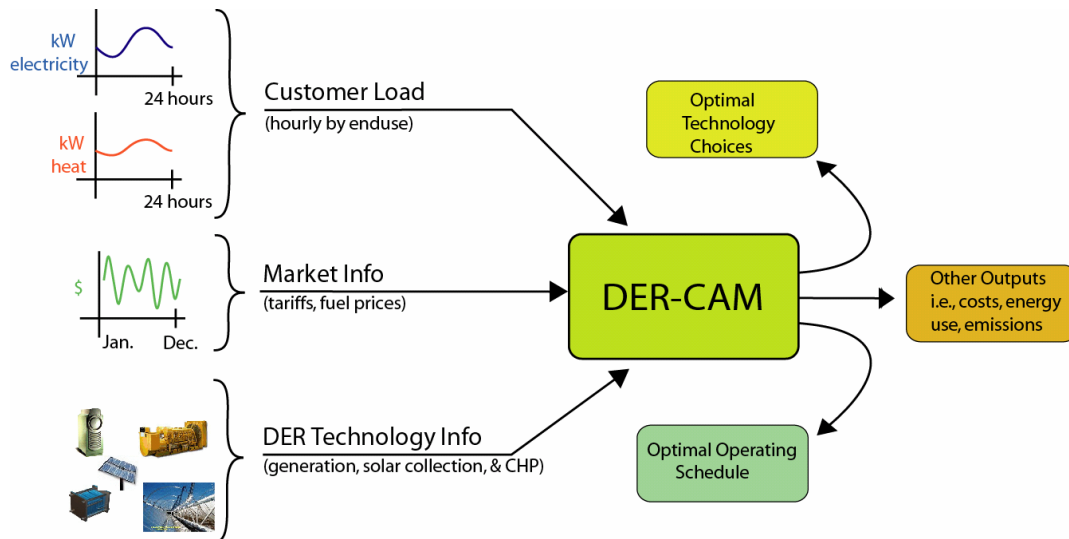 kW
electricity
24 hours
kW
heat
24 hours
Customer Load
(hourly by enduse)
$
Jan. Dec.
Market Info
(tariffs, fuel prices)
DER Technology Info
(generation, solar collection, & CHP)
DER-CAM
Optimal
Technology
Choices
Other Outputs
i.e., costs, energy
use, emissions
Optimal Operating
Schedule